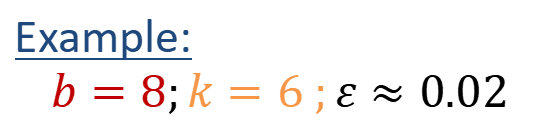 Example:
b = 8; k = 6 ; ε ≈ 0.02